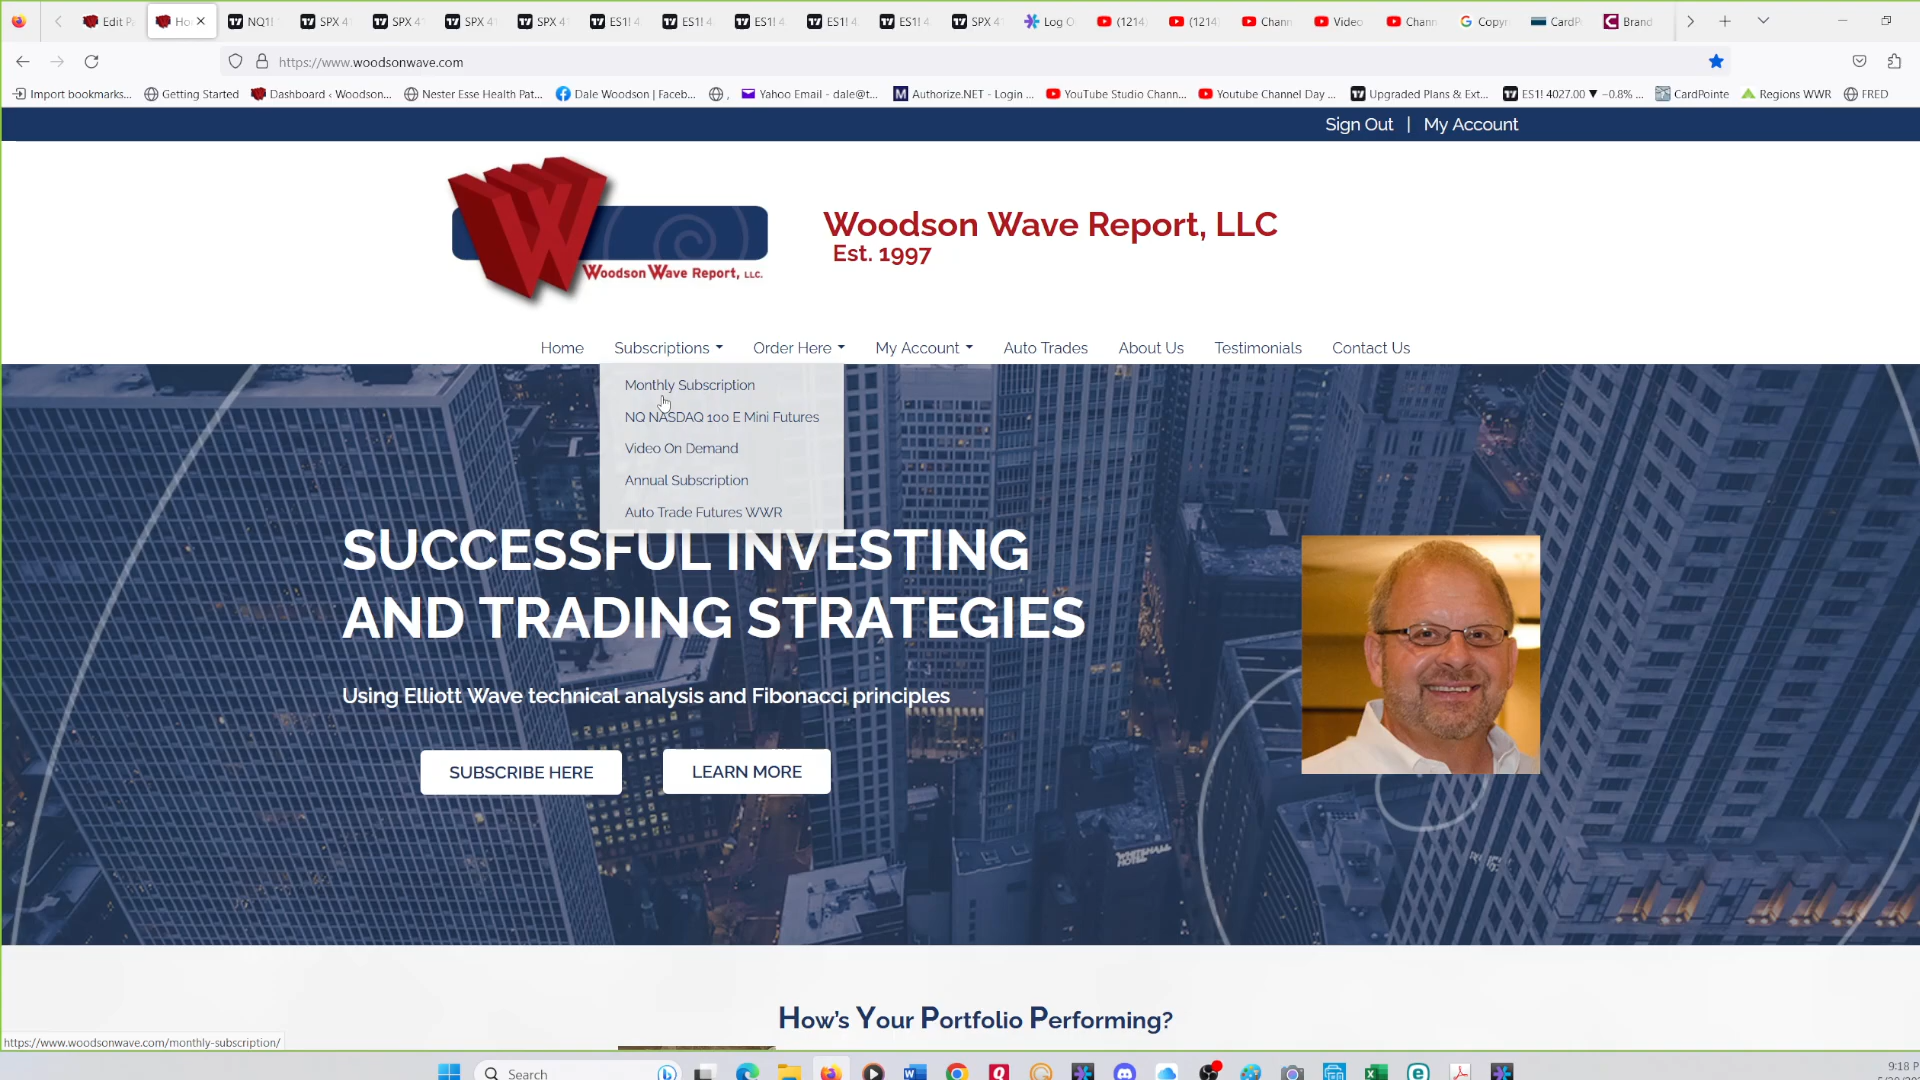 Edit P
Ho
NQ1!
SPX 4
SPX 4
SPX 4
SPX 4
ES1! 4
ES1! 4
ES1! 4
ES1! 4
ES1! 4
SPX 4
Log O
(1214
(1214
Chann
Video
Chann
Copyr
CardP
Brand
https://www.woodsonwave.com
Import bookmarks...
Getting Started
Dashboard ‹ Woodson...
Nester Esse Health Pat...
Dale Woodson | Faceb...
,
Yahoo Email - dale@t...
Authorize.NET - Login ...
YouTube Studio Chann...
Youtube Channel Day ...
Upgraded Plans & Ext...
ES1! 4027.00 ▼ −0.8% ...
CardPointe
Regions WWR
FRED
Sign Out | My Account
Woodson Wave Report, LLC.
Woodson Wave Report, LLC
Est. 1997
Home
Subscriptions
Order Here
My Account
Auto Trades
About Us
Testimonials
Contact Us
Monthly Subscription
NQ NASDAQ 100 E Mini Futures
Video On Demand
Annual Subscription
Auto Trade Futures WWR
SUCCESSFUL INVESTING
AND TRADING STRATEGIES
Using Elliott Wave technical analysis and Fibonacci principles
SUBSCRIBE HERE
LEARN MORE
WHITEHALL
HOTEL
How's Your Portfolio Performing?
https://www.woodsonwave.com/monthly-subscription/
Search
9:18 P